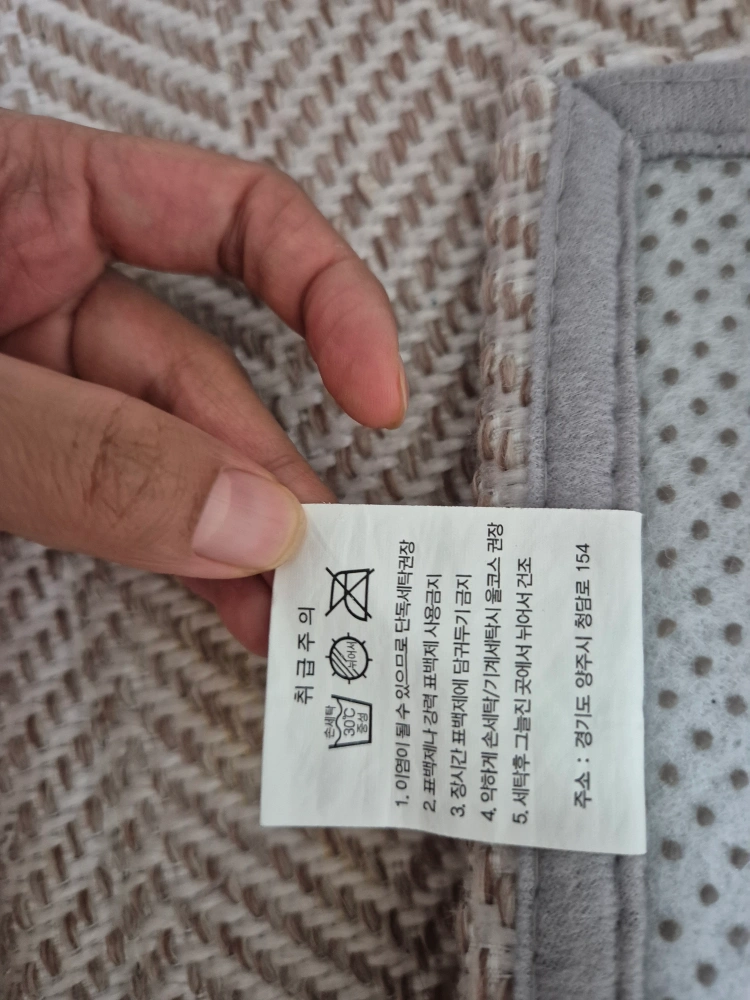 취급주의
손세탁
30℃
중성
뉘어서
1. 이염이 될 수 있으므로 단독세탁권장
2. 표백제나 강력 표백제 사용금지
3. 장시간 표백제에 담궈두기 금지
4. 약하게 손세탁/기계세탁시 울코스 권장
5. 세탁후 그늘진 곳에서 뉘어서 건조
주소 : 경기도 양주시 청담로 154